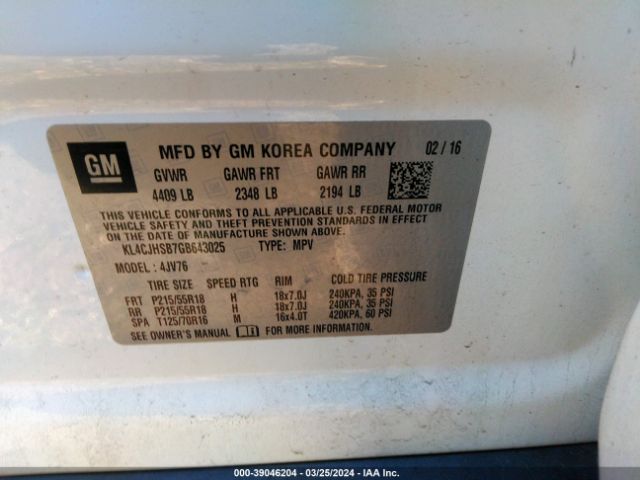 GM
MFD BY GM KOREA COMPANY 02 / 16
GVWR GAWR FRT GAWR RR
4409 LB 2348 LB 2194 LB
THIS VEHICLE CONFORMS TO ALL APPLICABLE U.S. FEDERAL MOTOR
VEHICLE SAFETY AND THEFT PREVENTION STANDARDS IN EFFECT
ON THE DATE OF MANUFACTURE SHOWN ABOVE.
KL4CJHSB7GB643025 TYPE: MPV
MODEL : 4JV76
TIRE SIZE SPEED RTG RIM COLD TIRE PRESSURE
FRT P215/55R18 H 18x7.0J 240KPA, 35 PSI
RR P215/55R18 H 18x7.0J 240KPA, 35 PSI
SPA T125/70R16 M 16x4.0T 420KPA, 60 PSI
SEE OWNER'S MANUAL FOR MORE INFORMATION.
000-39046204 - 03/25/2024 - IAA Inc.